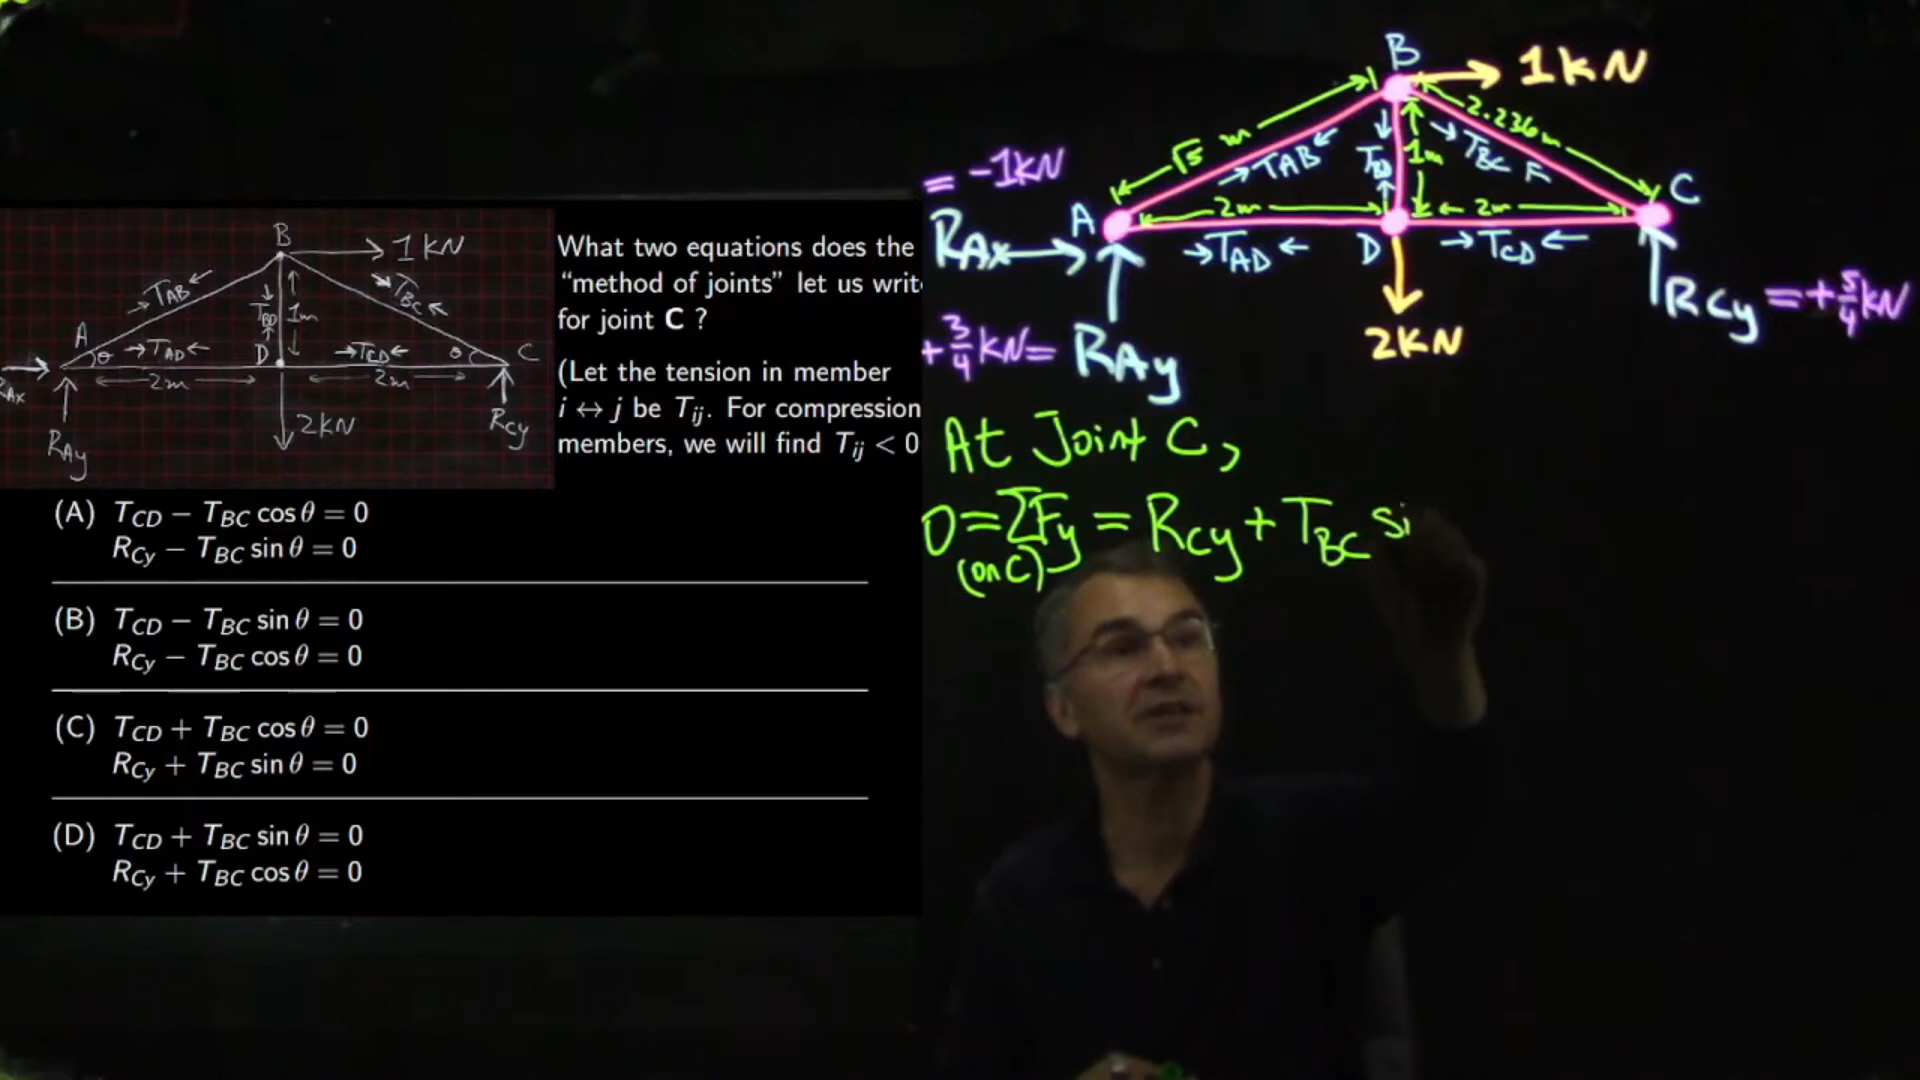 B
1 kN
TAB
TBC
TBD
1m
A
θ
TAD
D
TCD
θ
C
2m
2m
RAx
RAy
2kN
RCy
What two equations does the
“method of joints” let us writ
for joint C ?
(Let the tension in member
i ↔ j be Tij. For compression
members, we will find Tij < 0
(A) TCD − TBC cos θ = 0
RCy − TBC sin θ = 0
(B) TCD − TBC sin θ = 0
RCy − TBC cos θ = 0
(C) TCD + TBC cos θ = 0
RCy + TBC sin θ = 0
(D) TCD + TBC sin θ = 0
RCy + TBC cos θ = 0
B
1kN
√5 m
2.236m
TAB
TBD
1m
TBC
= -1kN
A
2m
2m
C
RAx
TAD
D
TCD
RCy = +5/4 kN
+3/4 kN = RAy
2KN
At Joint C,
0 = ΣFy = RCy + TBC si
(on C)